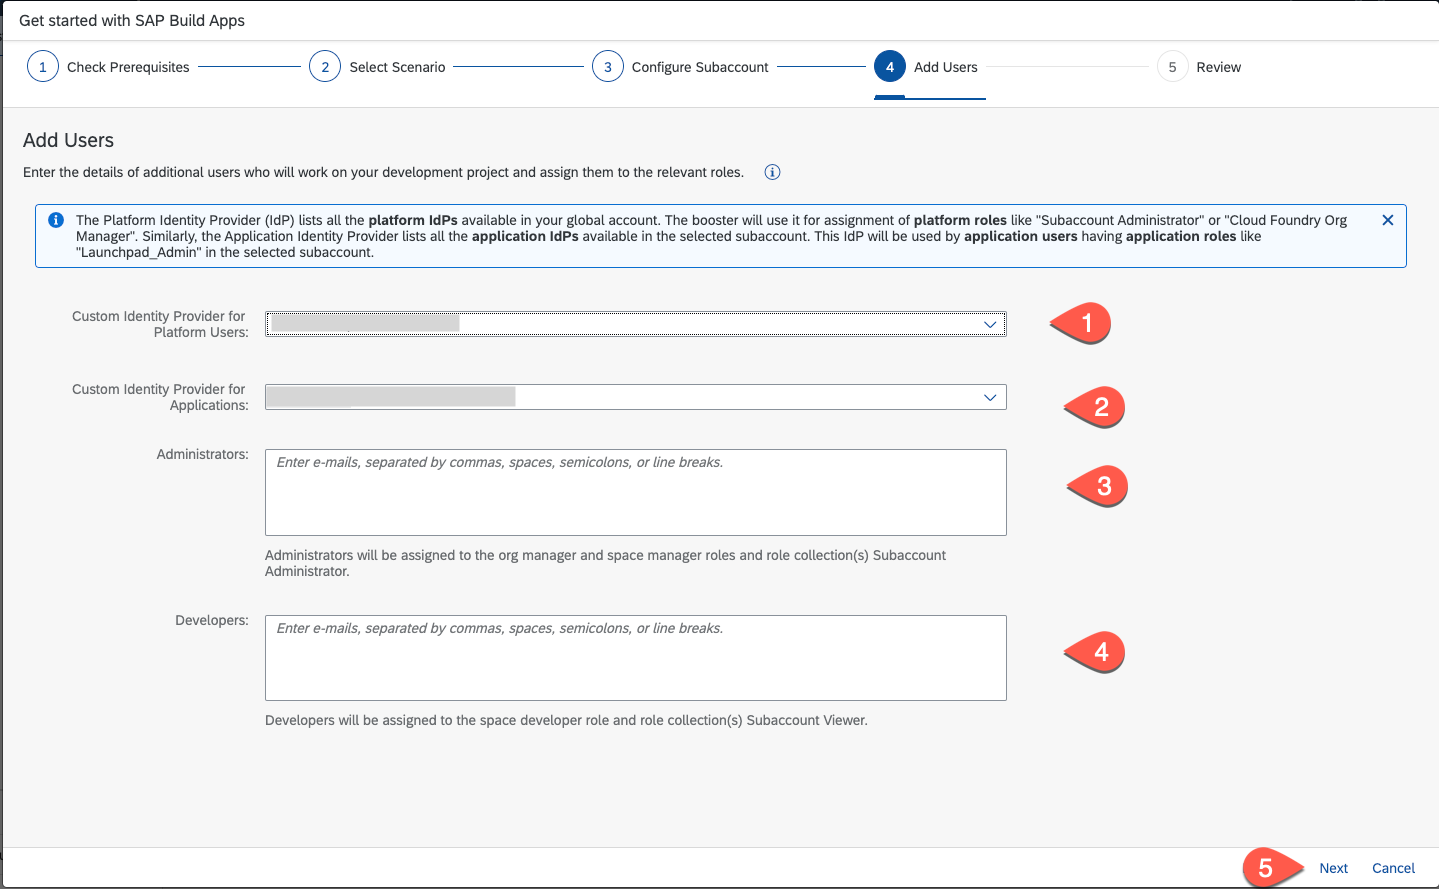 Get started with SAP Build Apps
1 Check Prerequisites
2 Select Scenario
3 Configure Subaccount
4 Add Users
5 Review
Add Users
Enter the details of additional users who will work on your development project and assign them to the relevant roles.
The Platform Identity Provider (IdP) lists all the platform IdPs available in your global account. The booster will use it for assignment of platform roles like "Subaccount Administrator" or "Cloud Foundry Org
Manager". Similarly, the Application Identity Provider lists all the application IdPs available in the selected subaccount. This IdP will be used by application users having application roles like
"Launchpad_Admin" in the selected subaccount.
Custom Identity Provider for
Platform Users:
1
Custom Identity Provider for
Applications:
2
Administrators:
Enter e-mails, separated by commas, spaces, semicolons, or line breaks.
3
Administrators will be assigned to the org manager and space manager roles and role collection(s) Subaccount
Administrator.
Developers:
Enter e-mails, separated by commas, spaces, semicolons, or line breaks.
4
Developers will be assigned to the space developer role and role collection(s) Subaccount Viewer.
5
Next
Cancel